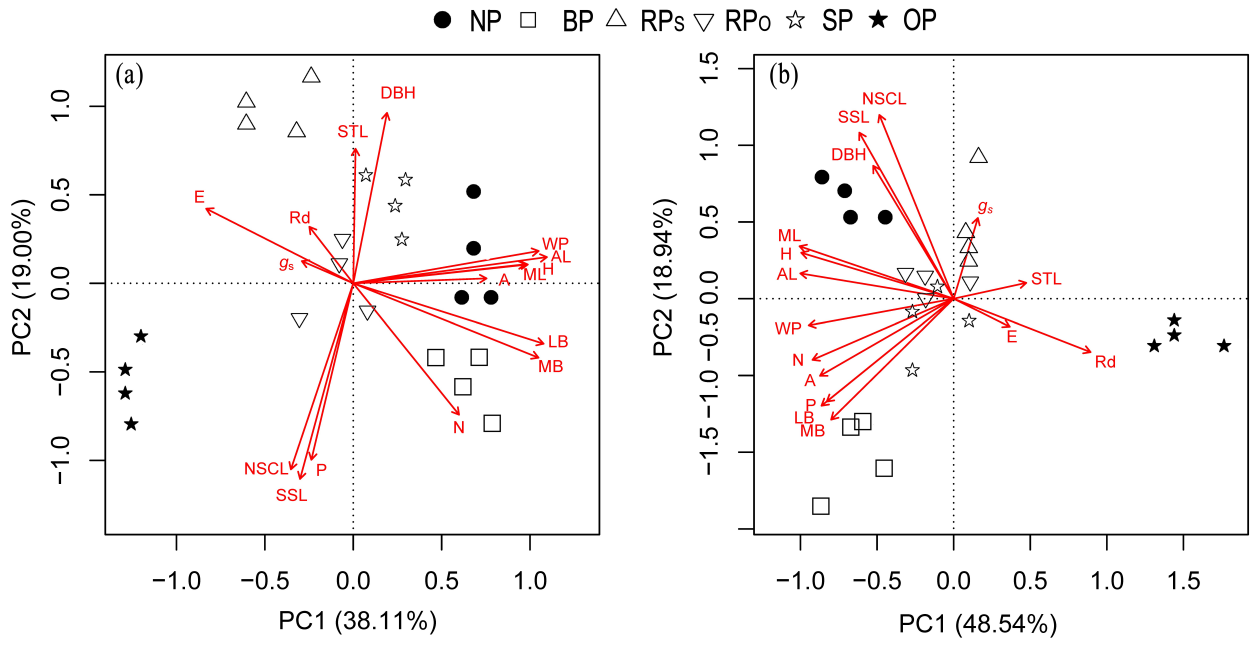 NP BP RPs RPo SP OP
(a)
DBH
STL
E
Rd
gs
WP
AL
H
ML
A
LB
MB
N
NSCL
P
SSL
1.0
0.5
0.0
−0.5
−1.0
PC2 (19.00%)
−1.0 −0.5 0.0 0.5 1.0
PC1 (38.11%)
(b)
NSCL
SSL
DBH
gs
ML
H
AL
STL
WP
E
N
Rd
A
P
LB
MB
1.5
1.0
0.5
0.0
−0.5
−1.0
−1.5
PC2 (18.94%)
−1.0 −0.5 0.0 0.5 1.0 1.5
PC1 (48.54%)